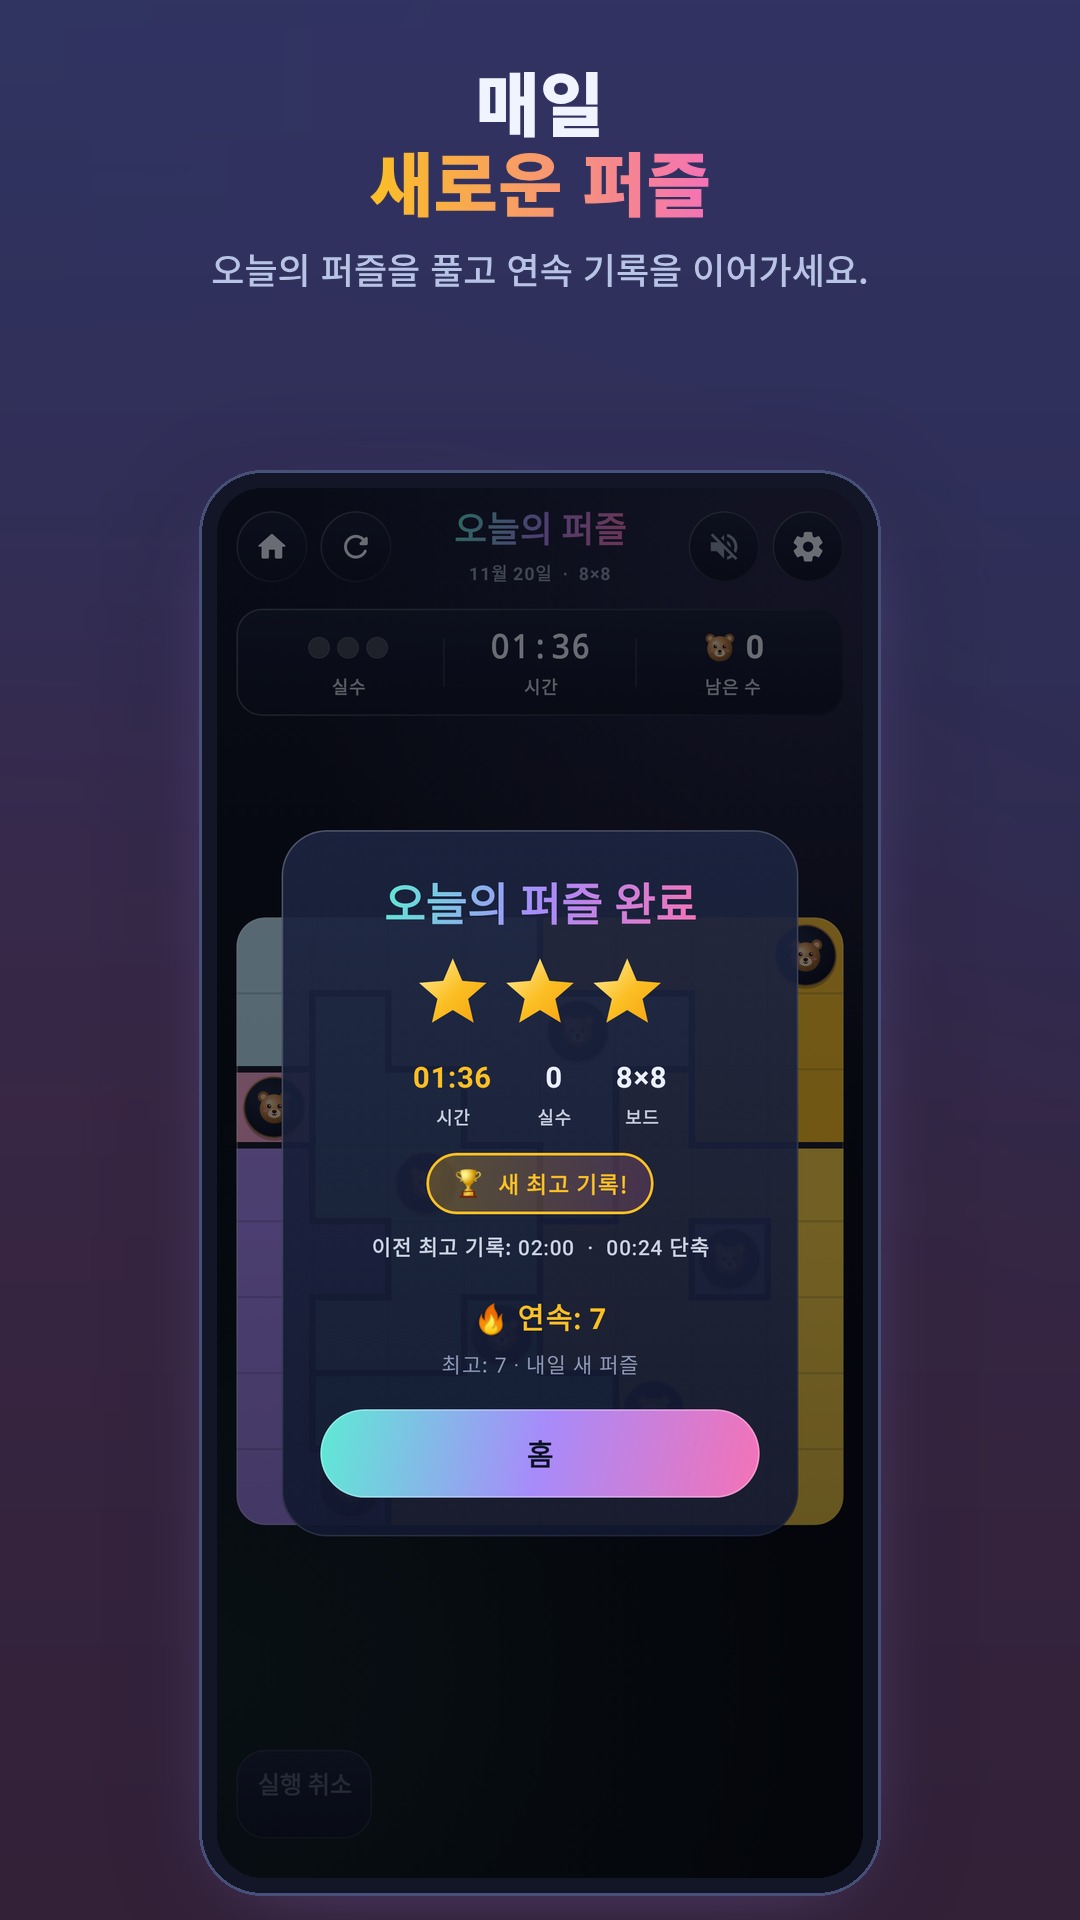 매일
새로운 퍼즐
오늘의 퍼즐을 풀고 연속 기록을 이어가세요.
오늘의 퍼즐
11월 20일 · 8×8
01:36
0
실수
시간
남은 수
오늘의 퍼즐 완료
01:36
0
8×8
시간
실수
보드
새 최고 기록!
이전 최고 기록: 02:00 · 00:24 단축
연속: 7
최고: 7 · 내일 새 퍼즐
홈
실행 취소